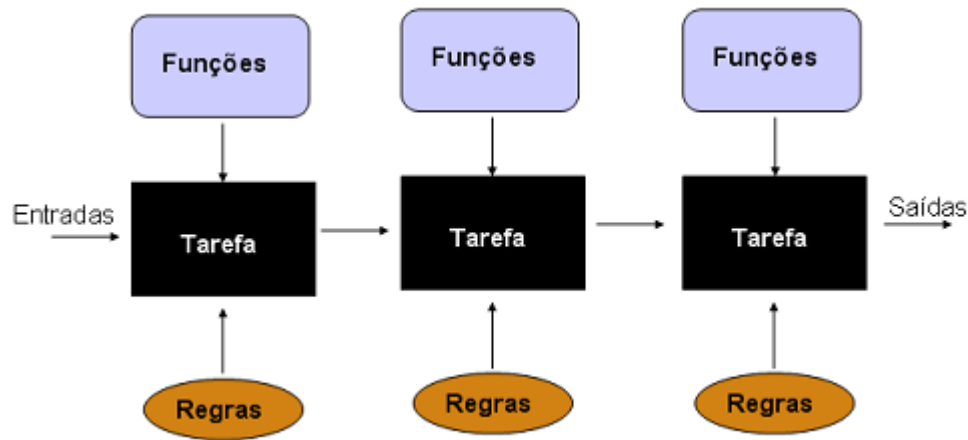 Funções
Funções
Funções
Entradas
Tarefa
Tarefa
Tarefa
Saídas
Regras
Regras
Regras